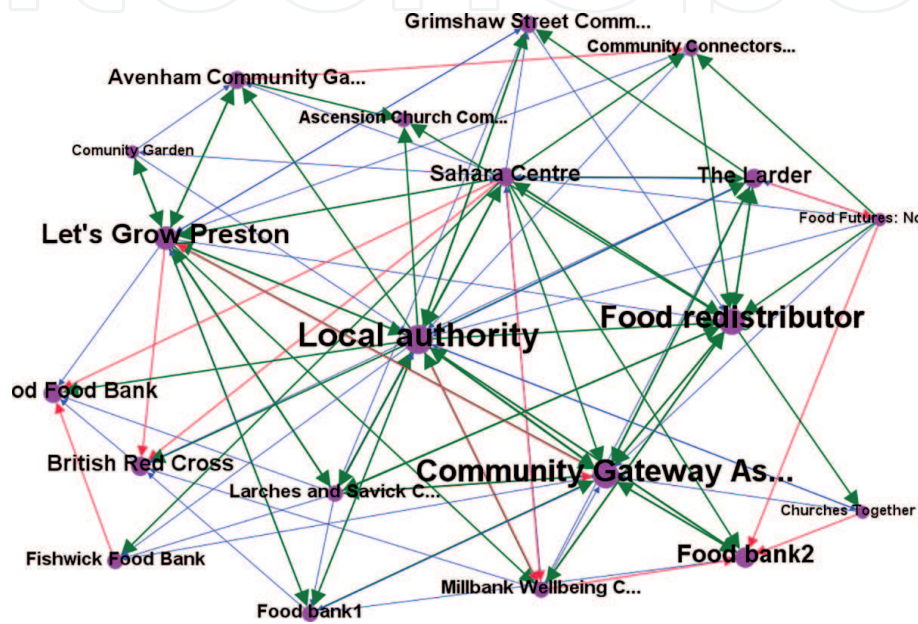 Grimshaw Street Comm...
Community Connectors...
Avenham Community Ga...
Ascension Church Com...
Comunity Garden
Sahara Centre
The Larder
Food Futures: No
Let's Grow Preston
Local authority
Food redistributor
od Food Bank
British Red Cross
Community Gateway As...
Larches and Savick C...
Churches Together
Fishwick Food Bank
Food bank2
Millbank Wellbeing C...
Food bank1